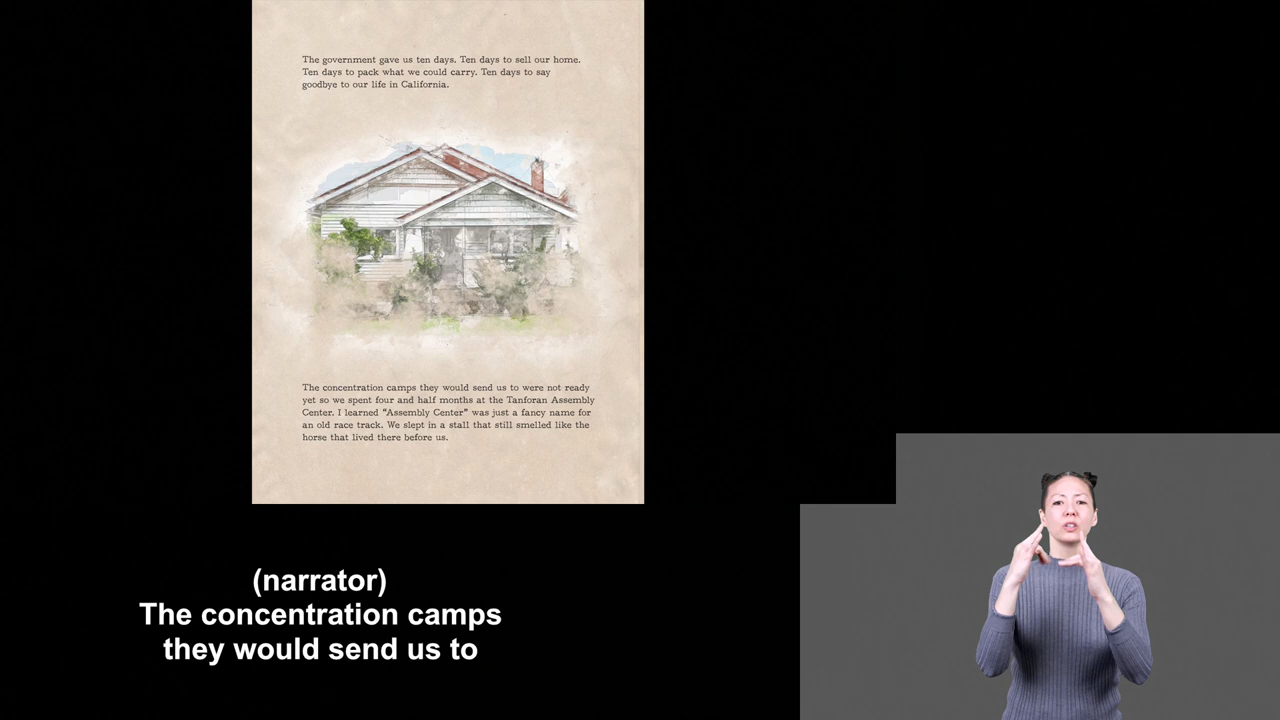 The government gave us ten days. Ten days to sell our home.
Ten days to pack what we could carry. Ten days to say
goodbye to our life in California.
The concentration camps they would send us to were not ready
yet so we spent four and half months at the Tanforan Assembly
Center. I learned “Assembly Center” was just a fancy name for
an old race track. We slept in a stall that still smelled like the
horse that lived there before us.
(narrator)
The concentration camps
they would send us to